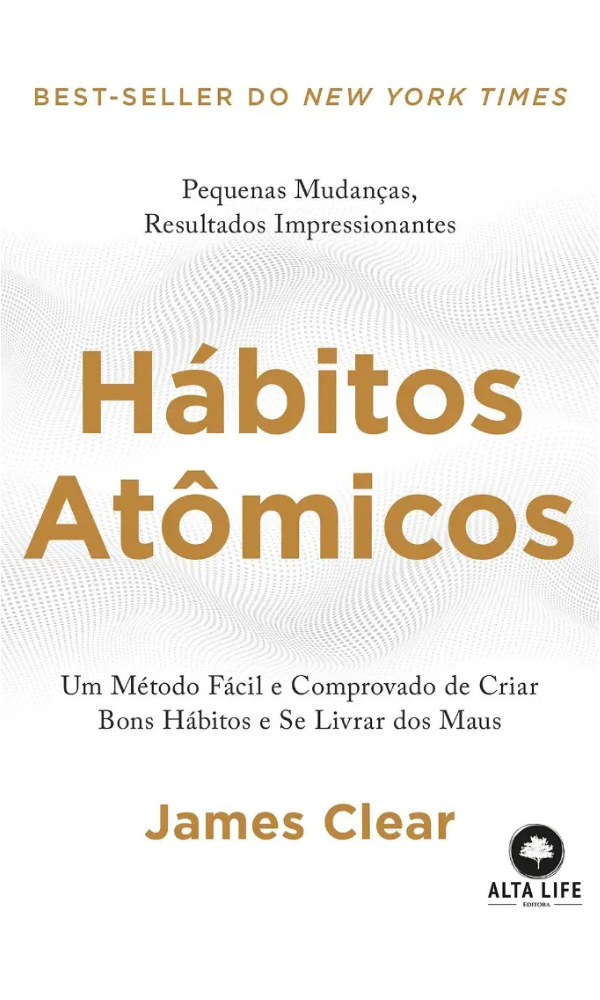 BEST-SELLER DO NEW YORK TIMES
Pequenas Mudanças,
Resultados Impressionantes
Hábitos
Atômicos
Um Método Fácil e Comprovado de Criar
Bons Hábitos e Se Livrar dos Maus
James Clear
ALTA LIFE
EDITORA